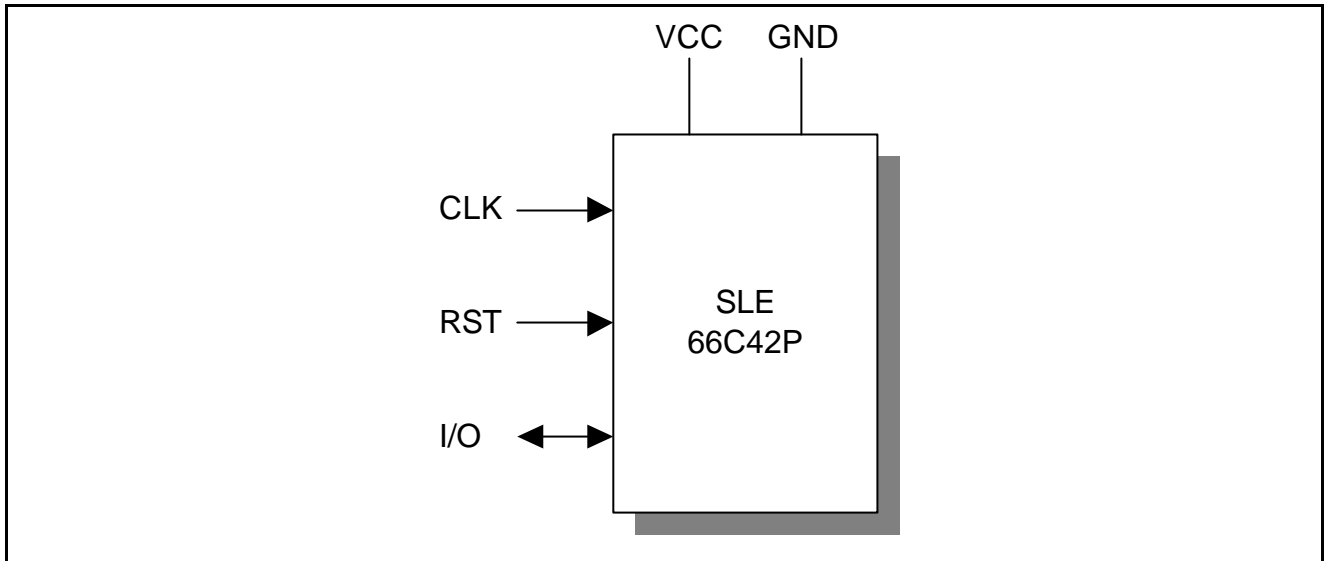 VCC GND
CLK
RST
I/O
SLE
66C42P